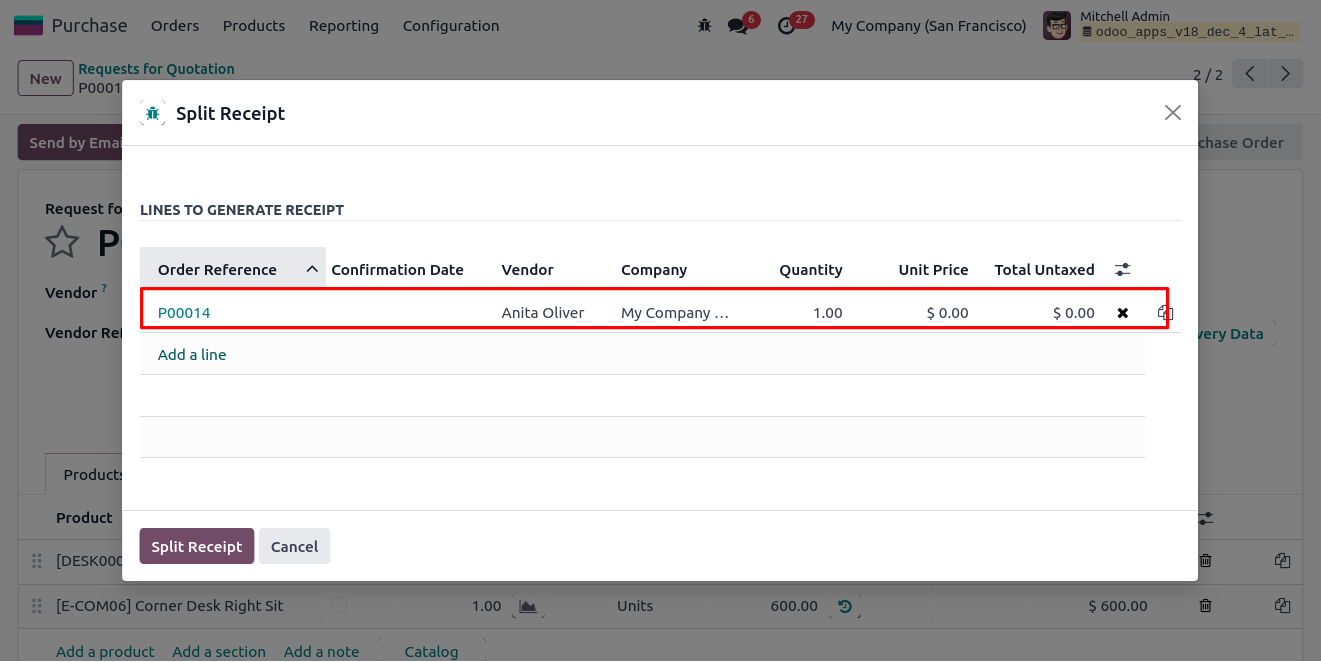 Purchase Orders Products Reporting Configuration 6 27 My Company (San Francisco) Mitchell Admin
odoo_apps_v18_dec_4_lat_...
New Requests for Quotation
P0001 2 / 2
Send by Emai chase Order
Split Receipt
Request fo
LINES TO GENERATE RECEIPT
P
Order Reference Confirmation Date Vendor Company Quantity Unit Price Total Untaxed
Vendor ?
P00014 Anita Oliver My Company ... 1.00 $ 0.00 $ 0.00
Vendor Ref very Data
Add a line
Products
Product
Split Receipt Cancel
[DESK000
[E-COM06] Corner Desk Right Sit 1.00 Units 600.00 $ 600.00
Add a product Add a section Add a note Catalog